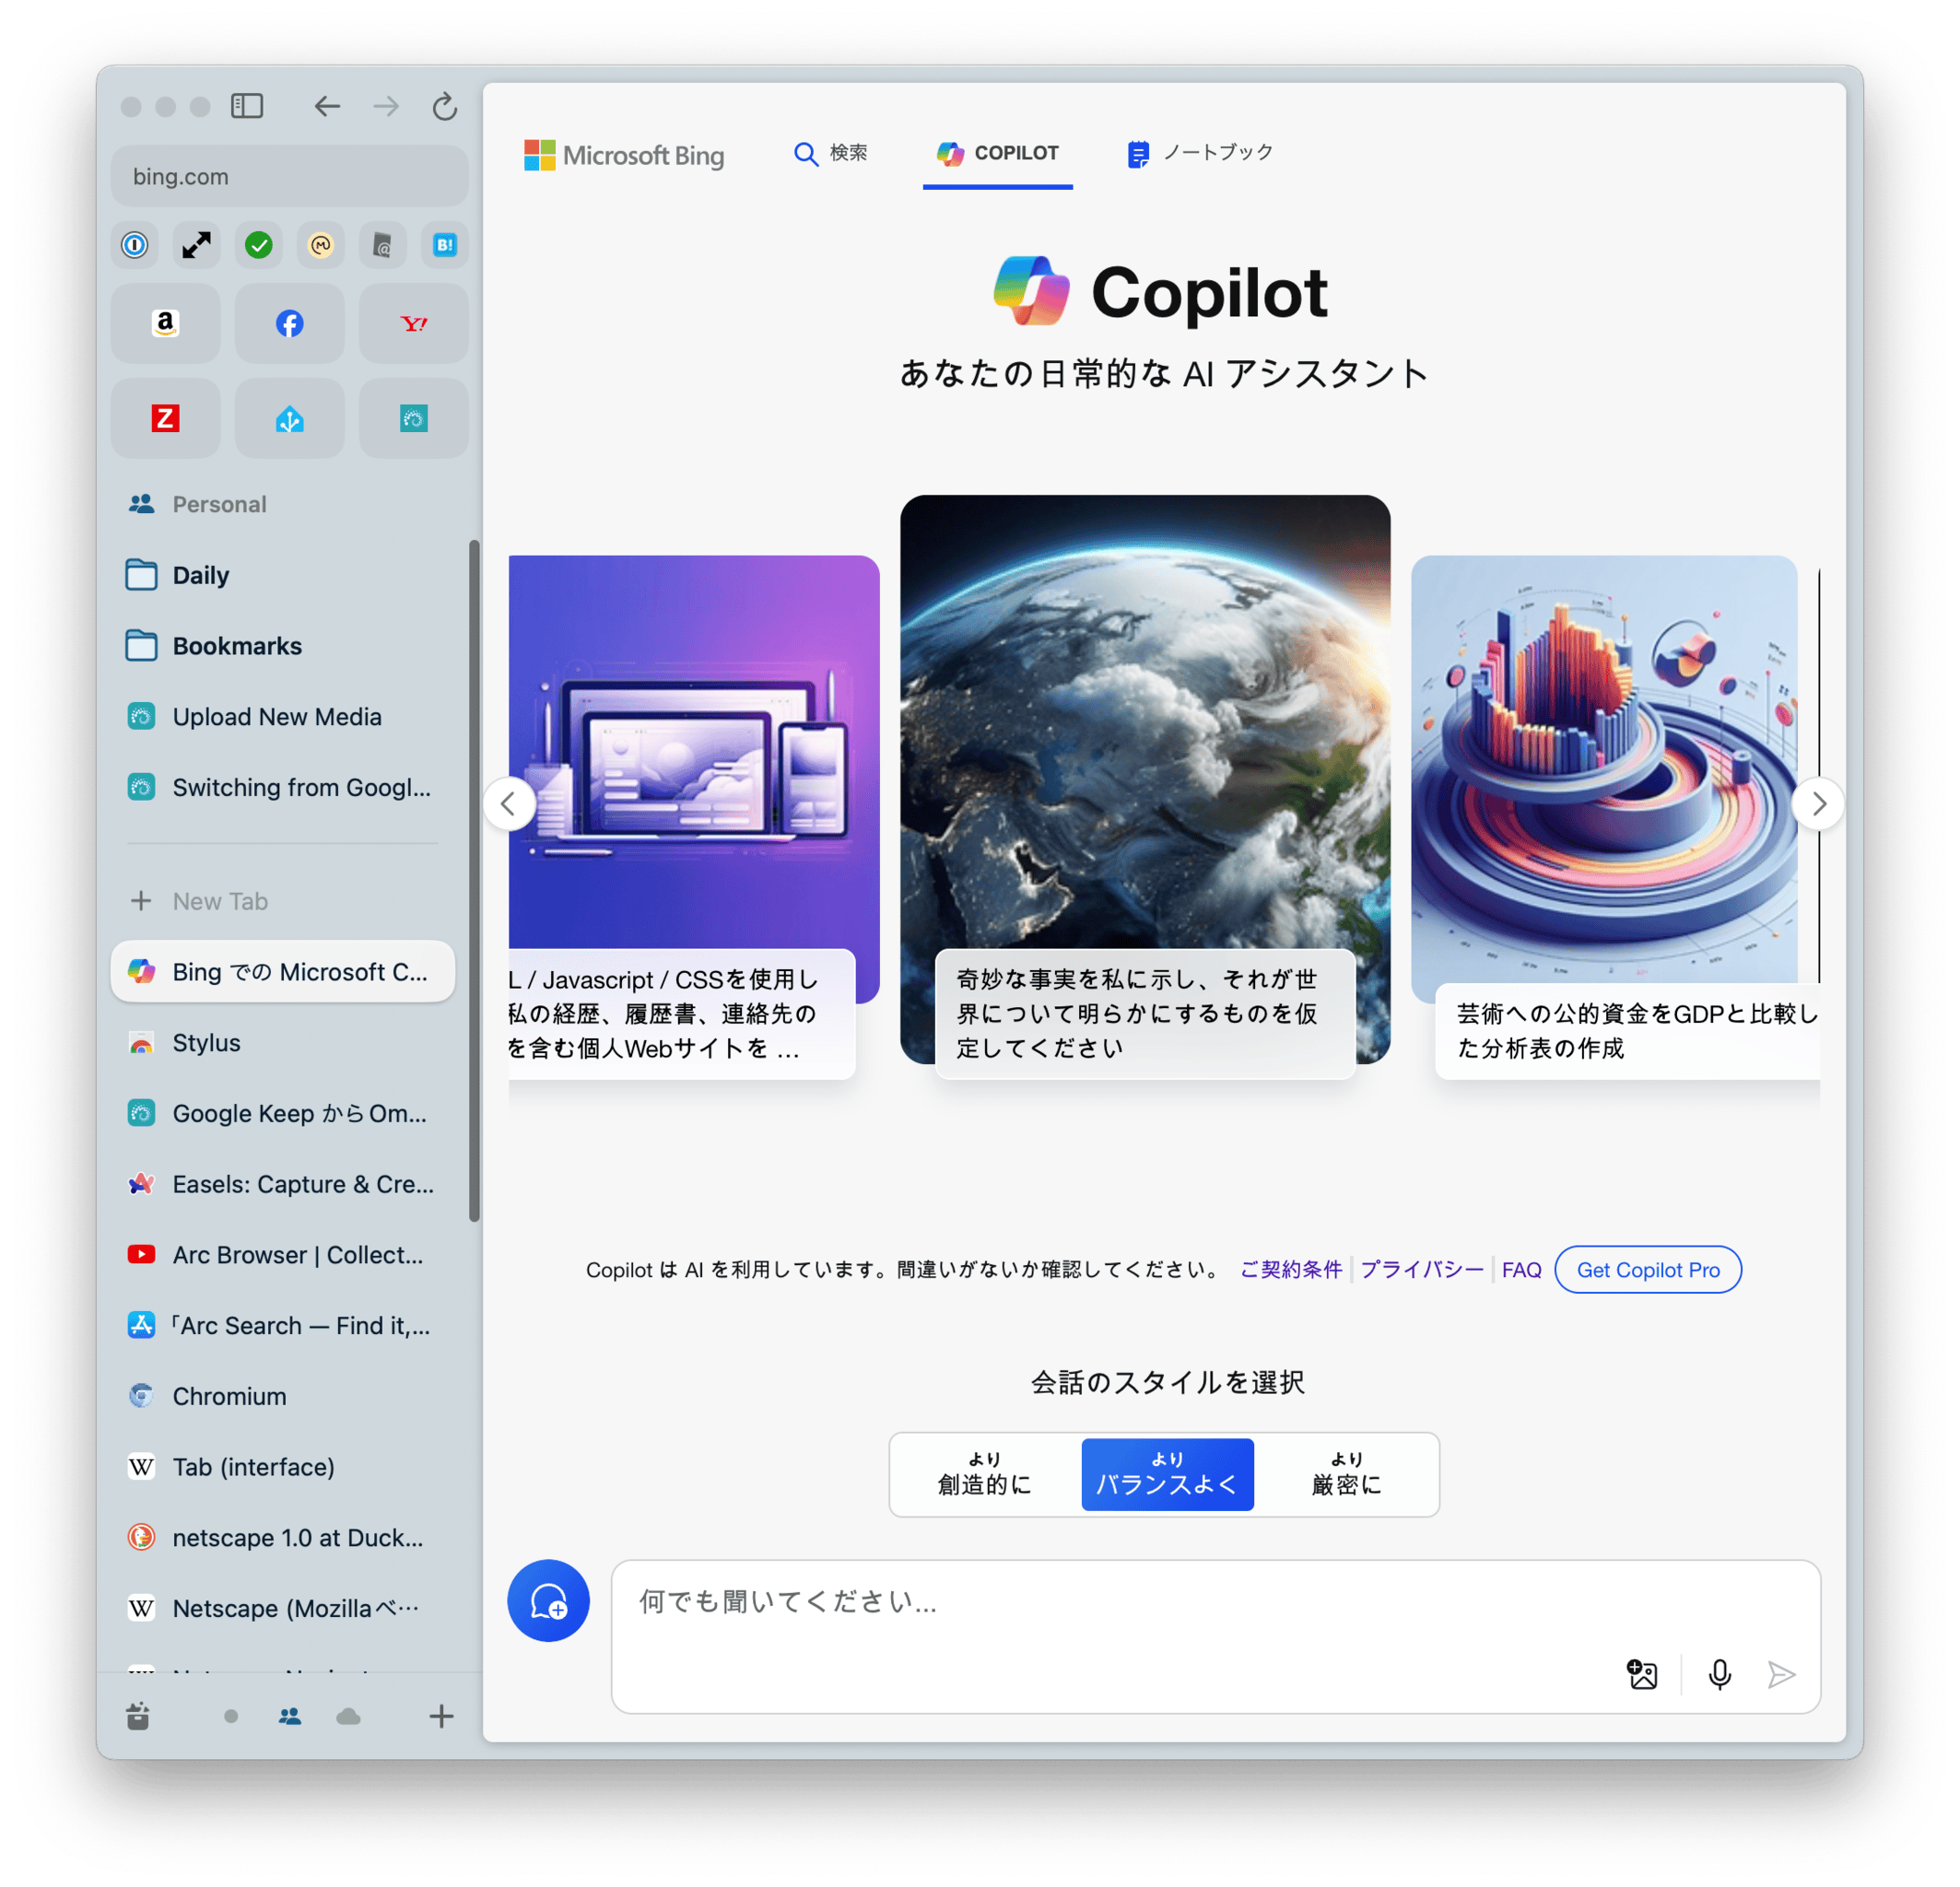 bing.com
B!
a
Y!
Z
Personal
Daily
Bookmarks
Upload New Media
Switching from Googl...
New Tab
Bing での Microsoft C...
Stylus
Google Keep から Om...
Easels: Capture & Cre...
Arc Browser | Collect...
「Arc Search — Find it,...
Chromium
W Tab (interface)
netscape 1.0 at Duck...
W Netscape (Mozillaベ…
Microsoft Bing
検索
COPILOT
ノートブック
Copilot
あなたの日常的な AI アシスタント
L / Javascript / CSSを使用し
私の経歴、履歴書、連絡先の
を含む個人Webサイトを ...
奇妙な事実を私に示し、それが世
界について明らかにするものを仮
定してください
芸術への公的資金をGDPと比較し
た分析表の作成
Copilot は AI を利用しています。間違いがないか確認してください。 ご契約条件 プライバシー FAQ Get Copilot Pro
会話のスタイルを選択
より
創造的に
より
バランスよく
より
厳密に
何でも聞いてください...